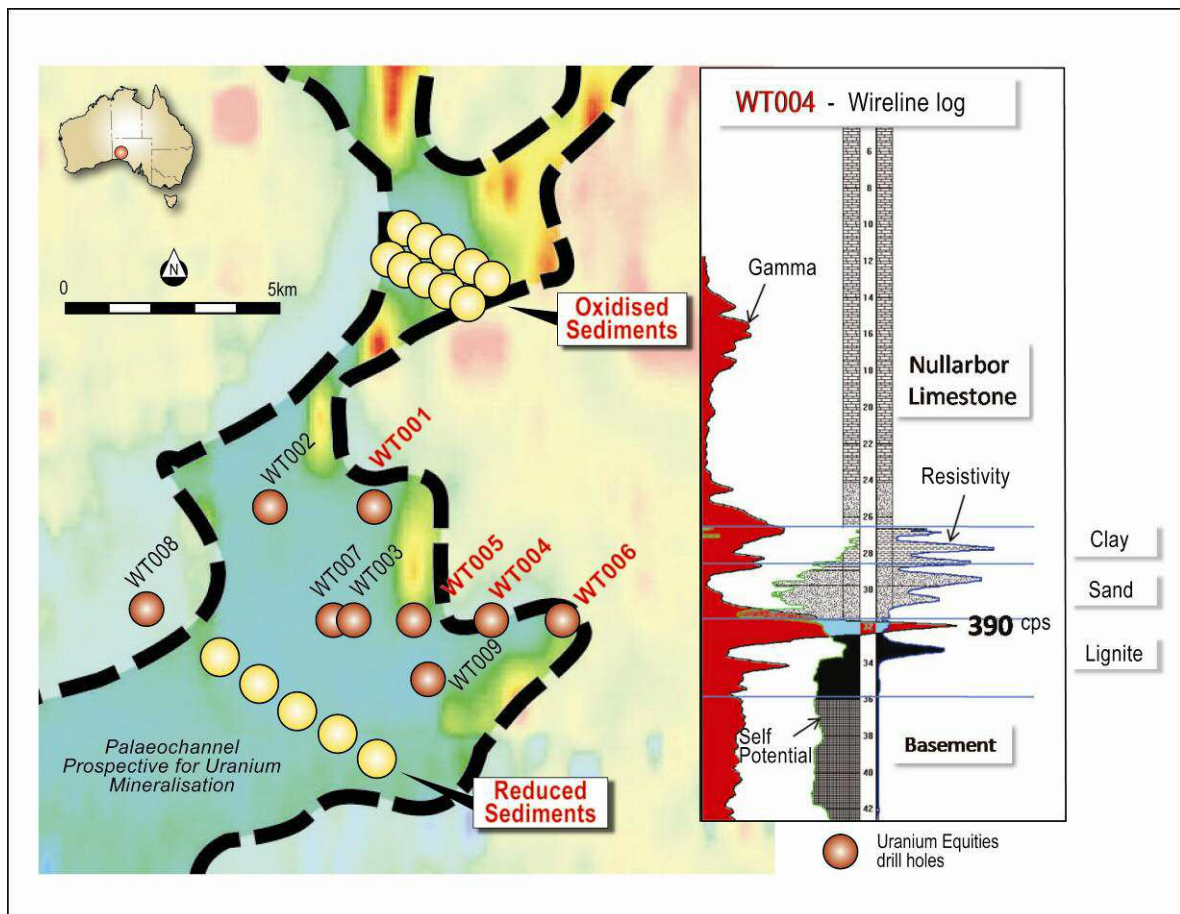 N
0 5km
Oxidised
Sediments
WT002
WT001
WT008
WT007
WT003
WT005
WT004
WT006
WT009
Palaeochannel
Prospective for Uranium
Mineralisation
Reduced
Sediments
WT004 - Wireline log
6
8
10
12
14
16
18
20
22
24
26
28
30
32
34
36
38
40
42
Gamma
Nullarbor
Limestone
Resistivity
Clay
Sand
390 cps
Lignite
Self
Potential
Basement
Uranium Equities
drill holes